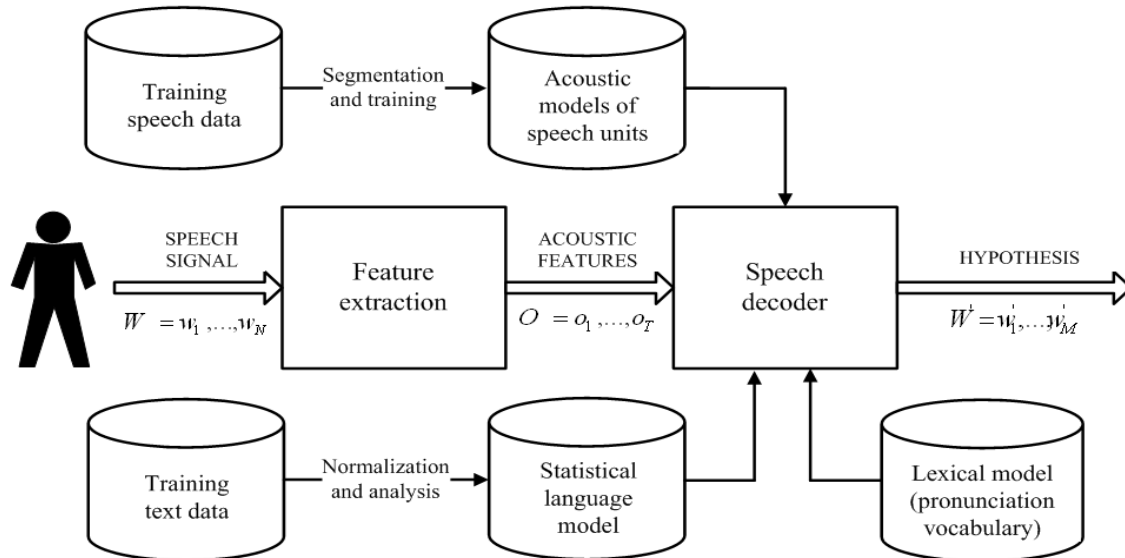 Training
speech data
Segmentation
and training
Acoustic
models of
speech units
SPEECH
SIGNAL
W = w1 ,..., wN
Feature
extraction
ACOUSTIC
FEATURES
O = o1 ,..., oT
Speech
decoder
HYPOTHESIS
W' = w'1 ,..., w'M
Training
text data
Normalization
and analysis
Statistical
language
model
Lexical model
(pronunciation
vocabulary)